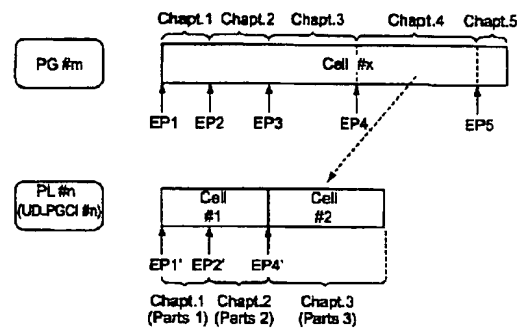 Chapt.1 Chapt.2 Chapt.3 Chapt.4 Chapt.5
PG #m
Cell #x
EP1 EP2 EP3 EP4 EP5
PL #n
(UD_PGCI #n)
Cell #1
Cell #2
EP1' EP2' EP4'
Chapt.1 Chapt.2 Chapt.3
(Parts 1) (Parts 2) (Parts 3)